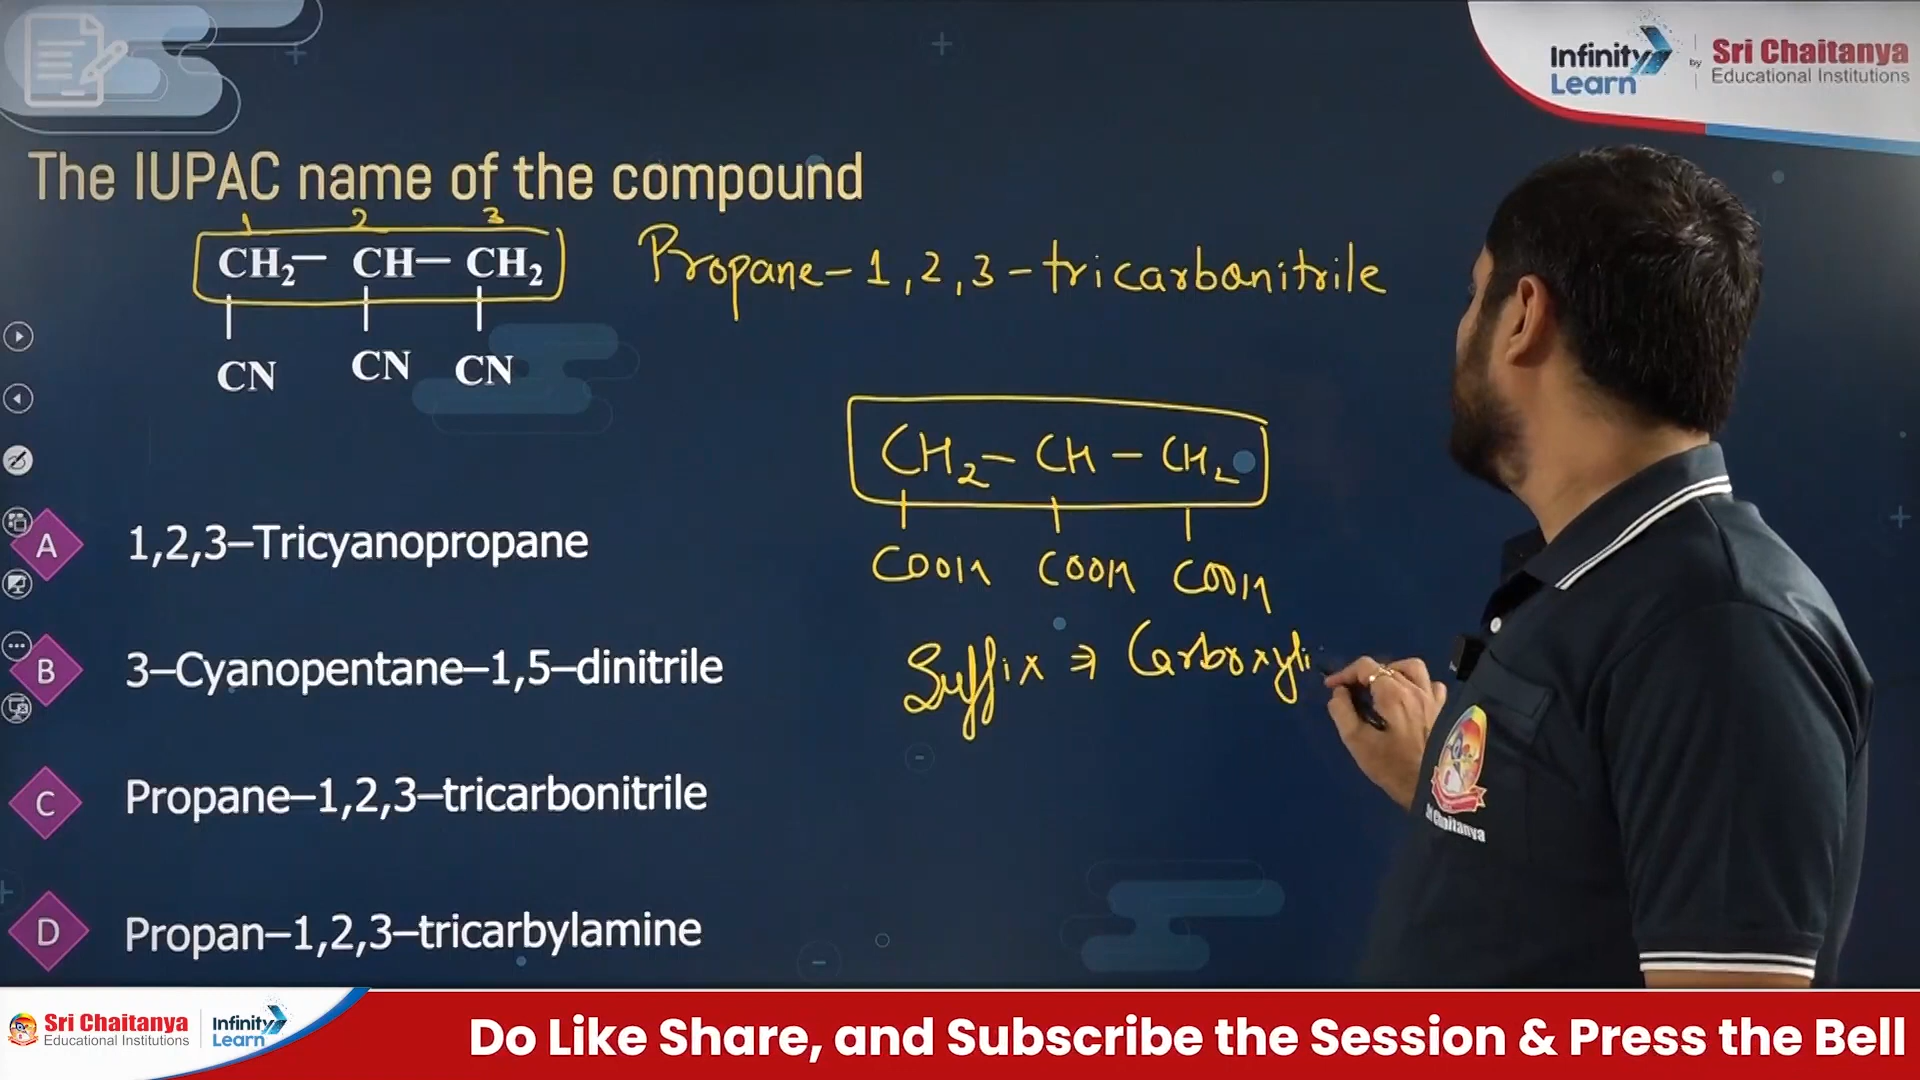 Infinity Learn by Sri Chaitanya Educational Institutions
The IUPAC name of the compound
1 2 3
CH₂— CH— CH₂
CN CN CN
Propane-1,2,3-tricarbonitrile
CH₂-CH-CH₂
COOH COOH COOH
Suffix ⇒ Carboxyli
A 1,2,3–Tricyanopropane
B 3–Cyanopentane–1,5–dinitrile
C Propane–1,2,3–tricarbonitrile
D Propan–1,2,3–tricarbylamine
Sri Chaitanya
Sri Chaitanya Educational Institutions Infinity Learn
Do Like Share, and Subscribe the Session & Press the Bell